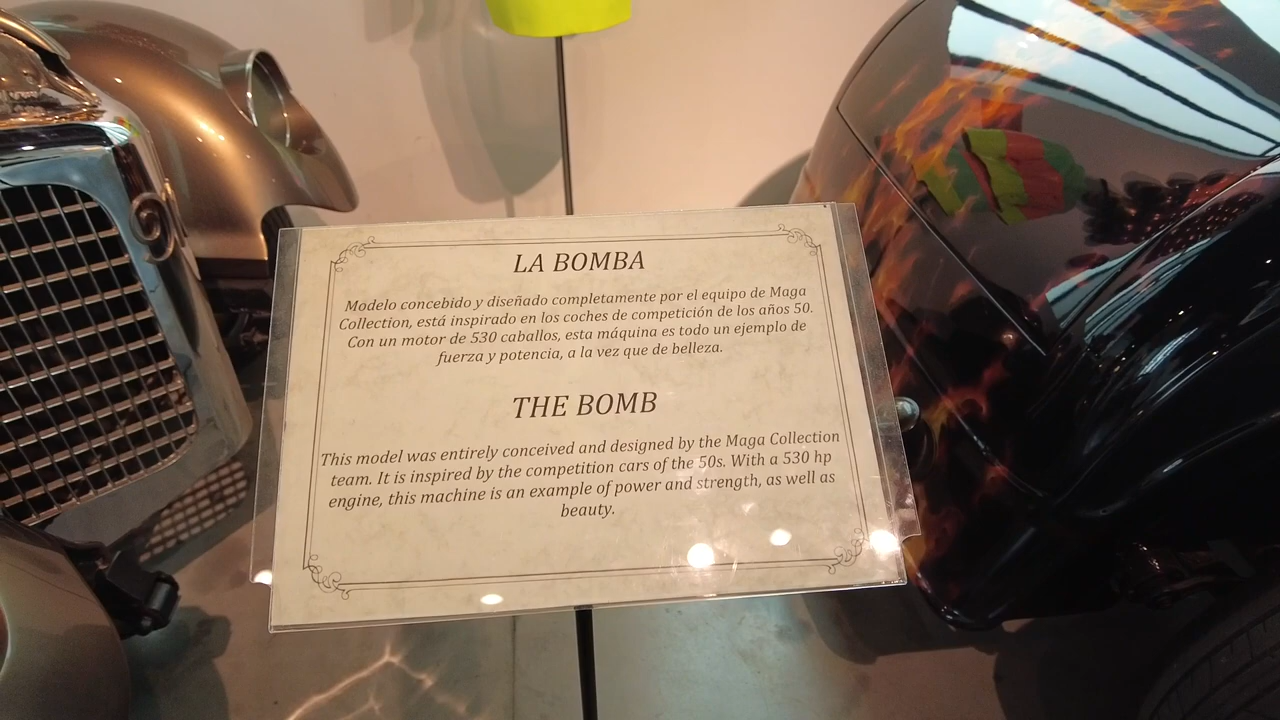 LA BOMBA
Modelo concebido y diseñado completamente por el equipo de Maga
Collection, está inspirado en los coches de competición de los años 50.
Con un motor de 530 caballos, esta máquina es todo un ejemplo de
fuerza y potencia, a la vez que de belleza.
THE BOMB
This model was entirely conceived and designed by the Maga Collection
team. It is inspired by the competition cars of the 50s. With a 530 hp
engine, this machine is an example of power and strength, as well as
beauty.